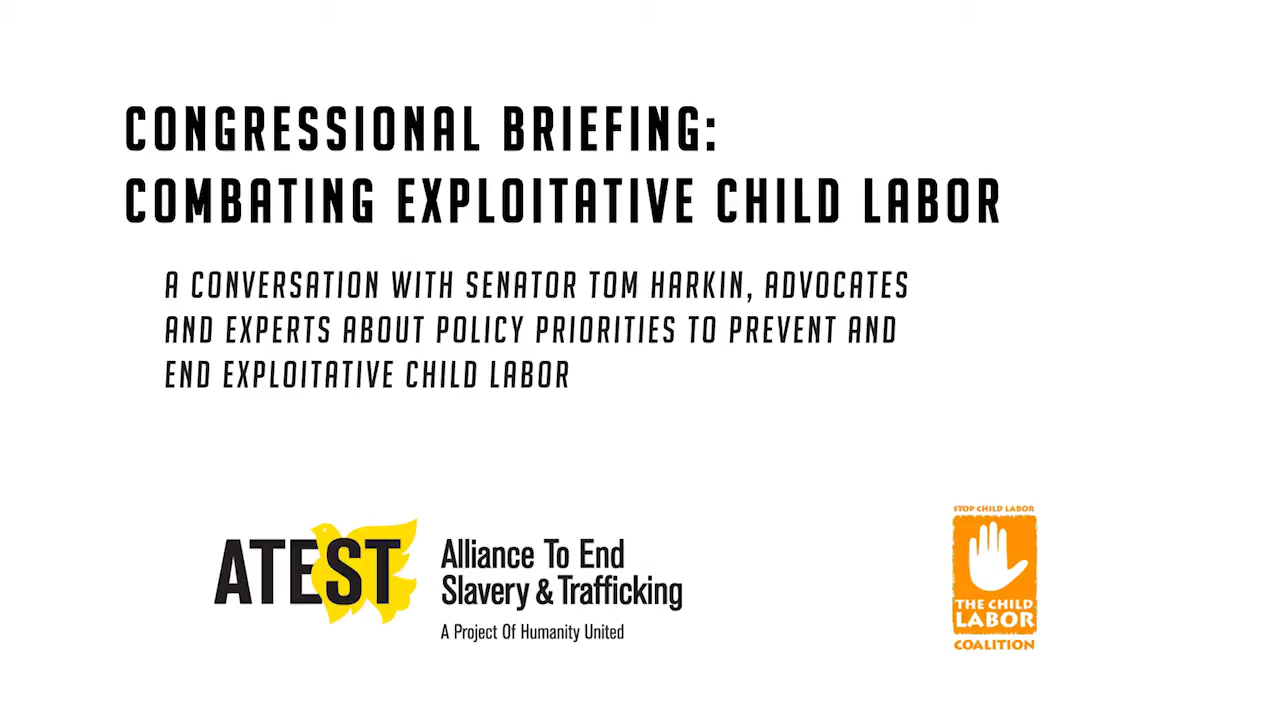 CONGRESSIONAL BRIEFING:
COMBATING EXPLOITATIVE CHILD LABOR
A CONVERSATION WITH SENATOR TOM HARKIN, ADVOCATES
AND EXPERTS ABOUT POLICY PRIORITIES TO PREVENT AND
END EXPLOITATIVE CHILD LABOR
ATEST
Alliance To End
Slavery & Trafficking
A Project Of Humanity United
STOP CHILD LABOR
THE CHILD
LABOR
COALITION